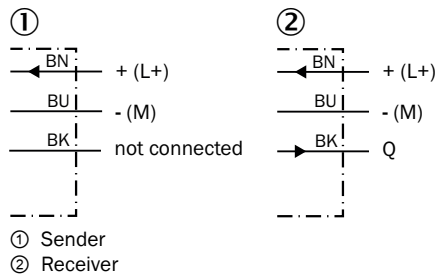 ① ②
BN + (L+) BN + (L+)
BU - (M) BU - (M)
BK not connected BK Q
① Sender
② Receiver